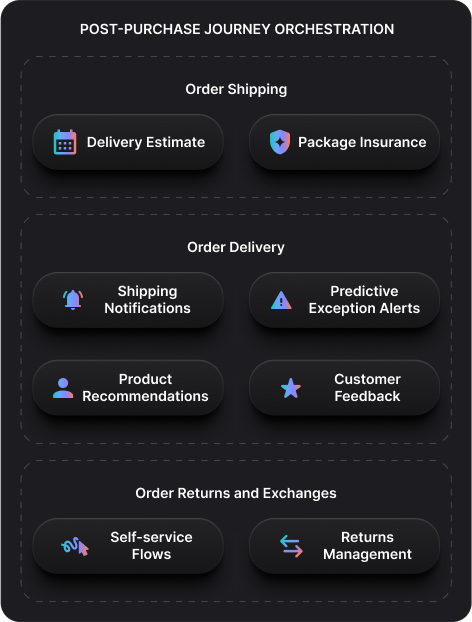 POST-PURCHASE JOURNEY ORCHESTRATION
Order Shipping
Delivery Estimate
Package Insurance
Order Delivery
Shipping
Notifications
Predictive
Exception Alerts
Product
Recommendations
Customer
Feedback
Order Returns and Exchanges
Self-service
Flows
Returns
Management